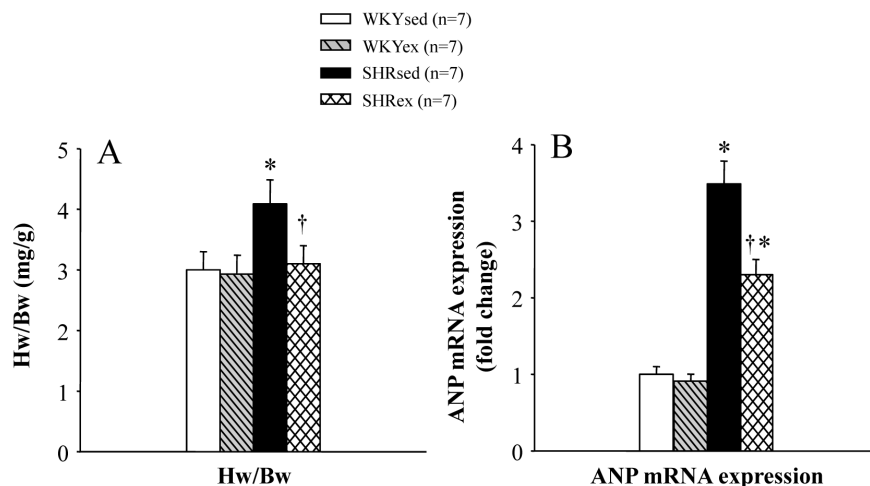 WKYsed (n=7)
WKYex (n=7)
SHRsed (n=7)
SHRex (n=7)
A
Hw/Bw (mg/g)
5
4
3
2
1
0
*
†
Hw/Bw
B
ANP mRNA expression
(fold change)
4
3
2
1
0
*
†*
ANP mRNA expression